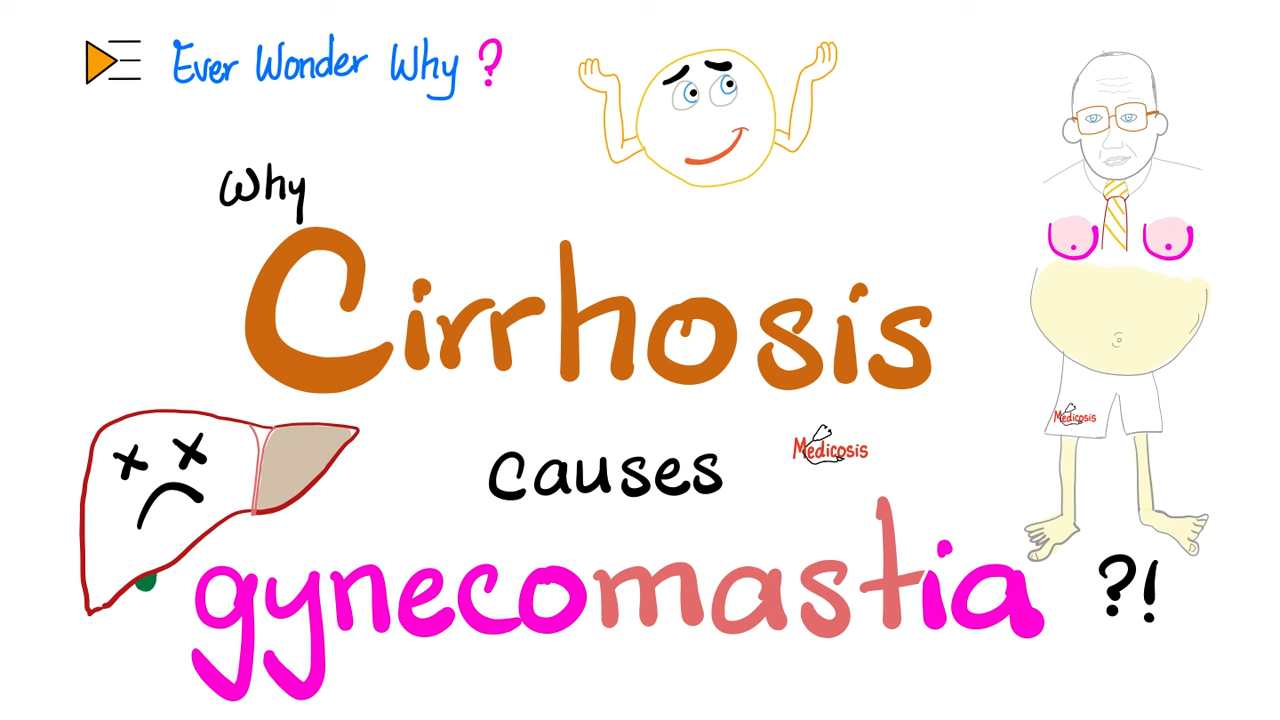 Ever Wonder Why ?
Why
Cirrhosis
Medicosis
causes
Medicosis
gynecomastia ?!